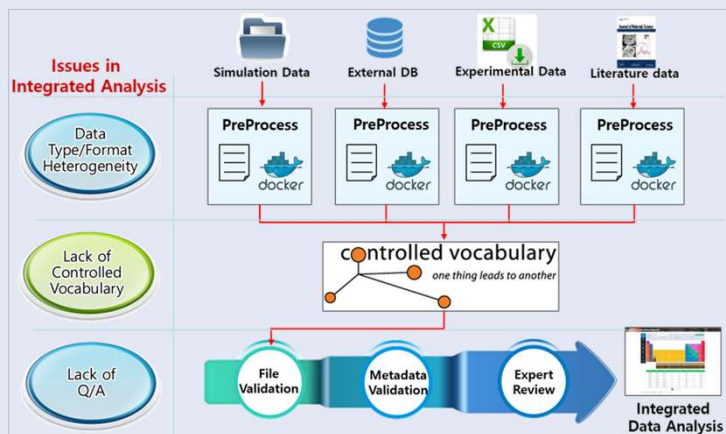 Issues in
Integrated Analysis
Simulation Data
External DB
CSV
Experimental Data
Literature data
Data
Type/Format
Heterogeneity
PreProcess
docker
PreProcess
docker
PreProcess
docker
PreProcess
docker
Lack of
Controlled
Vocabulary
controlled vocabulary
one thing leads to another
Lack of
Q/A
File
Validation
Metadata
Validation
Expert
Review
Integrated
Data Analysis